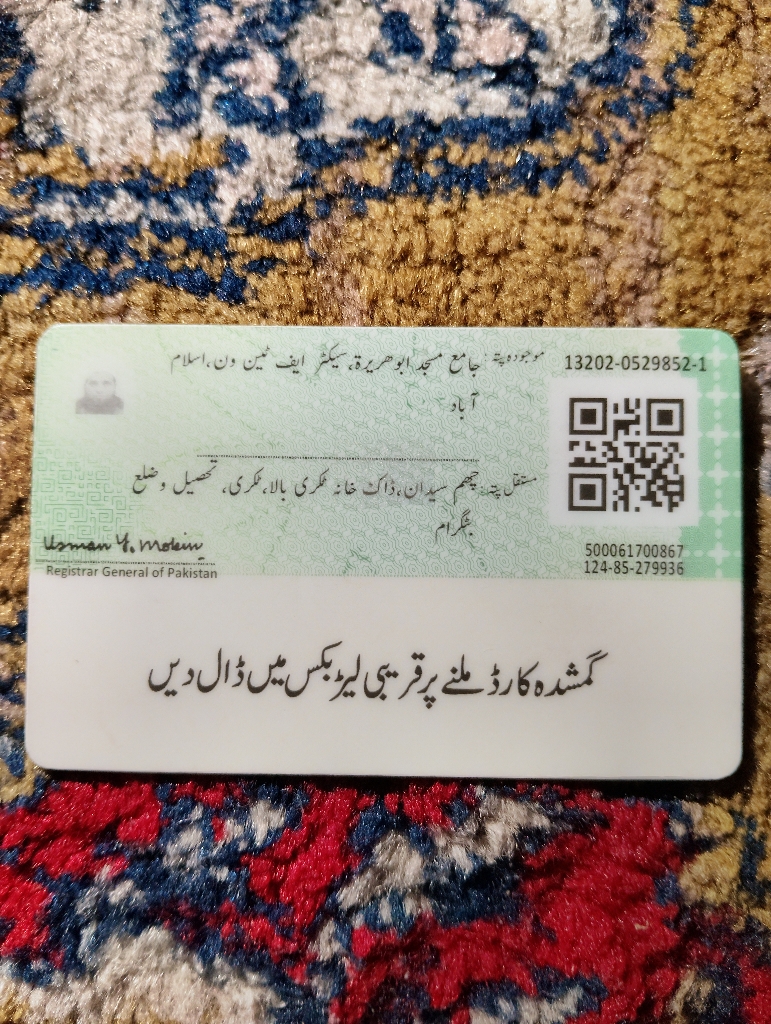 13202-0529852-1
موجودہ پتہ: جامع مسجد ابوھریرۃ، سیکٹر ایف ٹین ون، اسلام
آباد
مستقل پتہ: چھم سیدان، ڈاک خانہ ٹکری بالا، ٹکری، تحصیل و ضلع
بٹگرام
Usman Y. Mobin
Registrar General of Pakistan
500061700867
124-85-279936
گمشدہ کارڈ ملنے پر قریبی لیٹر بکس میں ڈال دیں